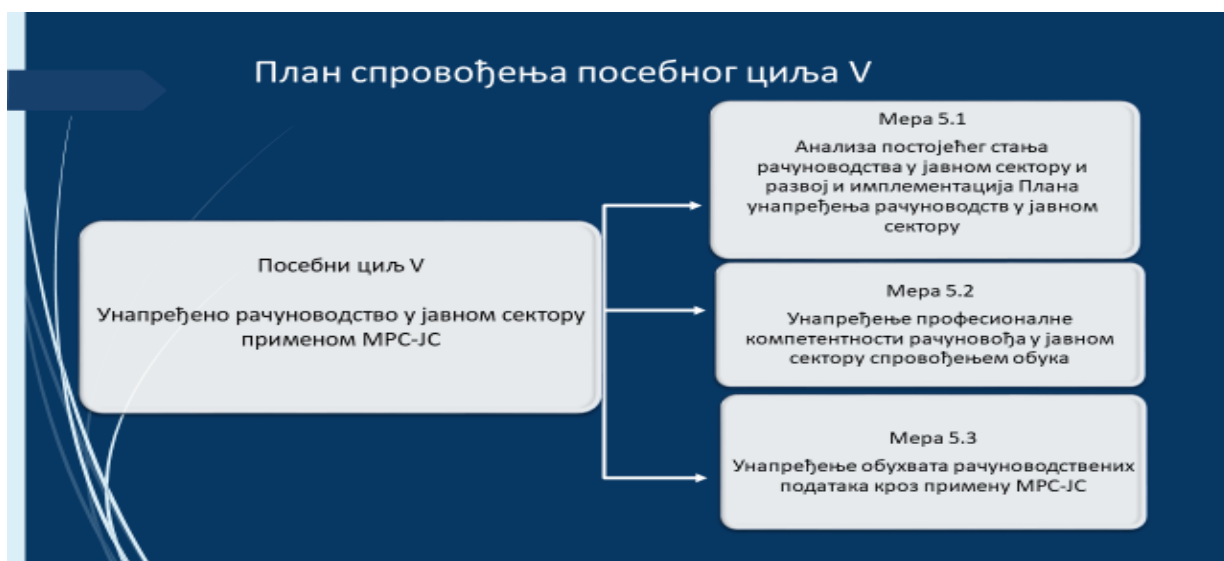 План спровођења посебног циља V
Посебни циљ V
Унапређено рачуноводство у јавном сектору
применом МРС-ЈС
Мера 5.1
Анализа постојећег стања
рачуноводства у јавном сектору и
развој и имплементација Плана
унапређења рачуноводств у јавном
сектору
Мера 5.2
Унапређење професионалне
компетентности рачуновођа у јавном
сектору спровођењем обука
Мера 5.3
Унапређење обухвата рачуноводствених
података кроз примену МРС-ЈС